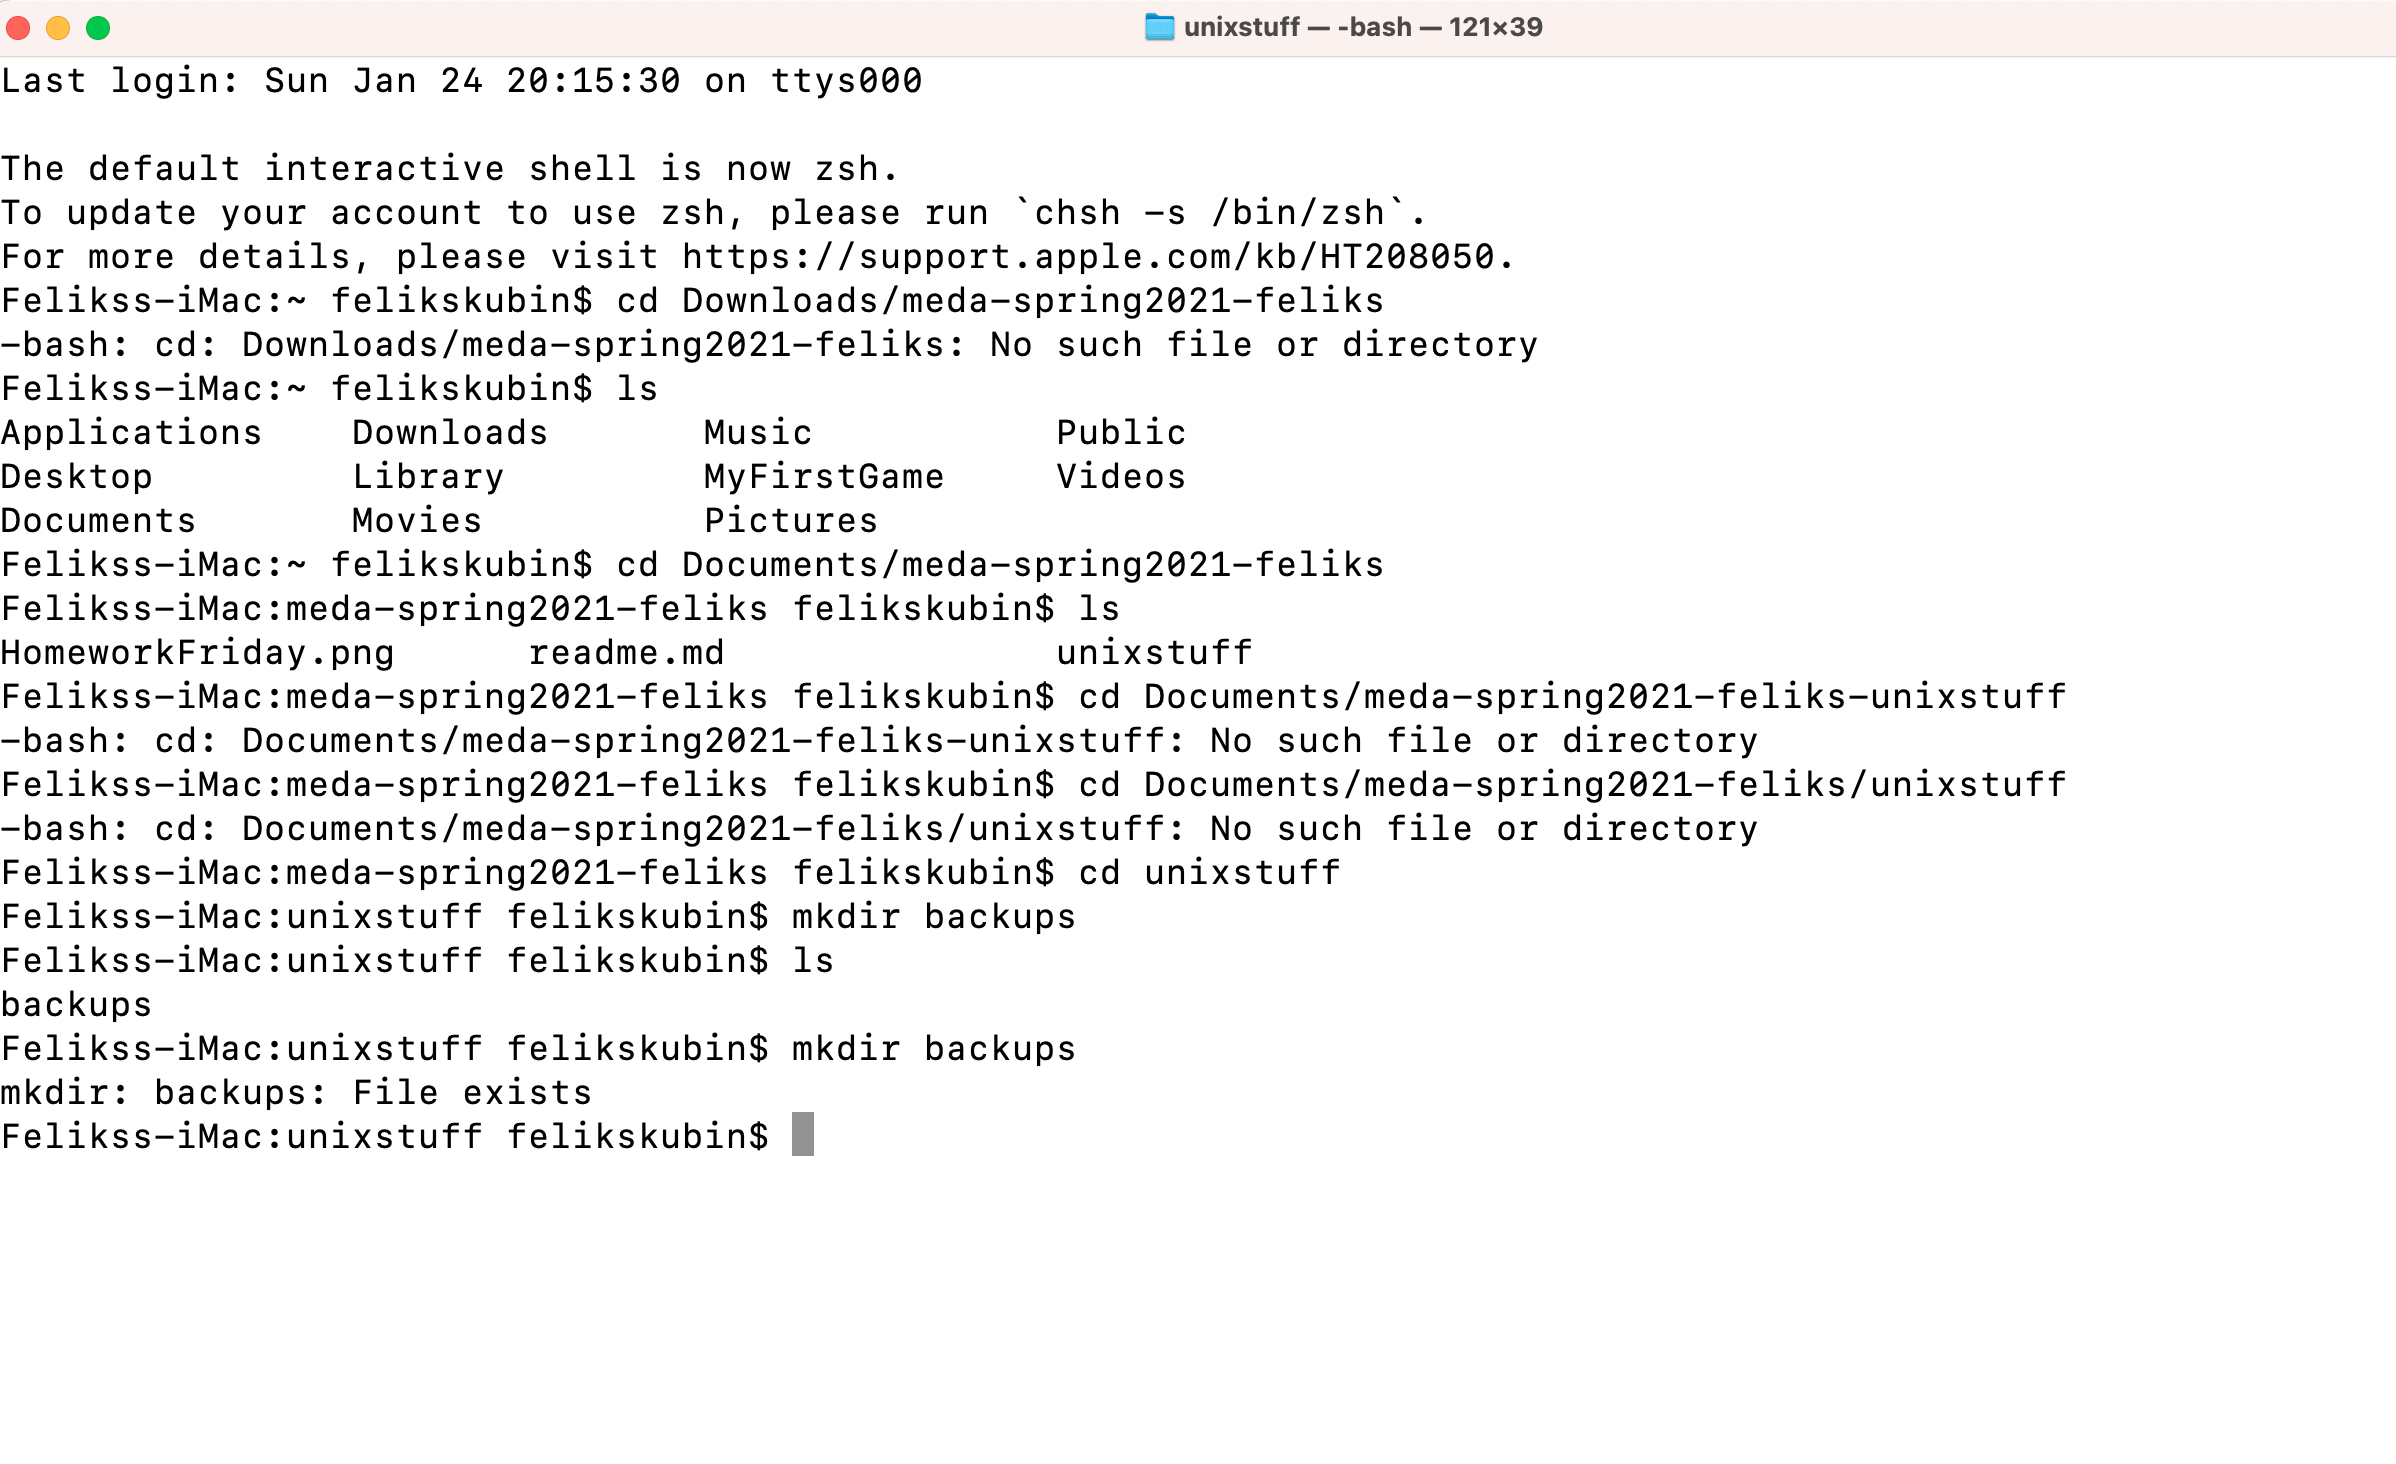 unixstuff — -bash — 121×39
Last login: Sun Jan 24 20:15:30 on ttys000
The default interactive shell is now zsh.
To update your account to use zsh, please run `chsh -s /bin/zsh`.
For more details, please visit https://support.apple.com/kb/HT208050.
Felikss-iMac:~ felikskubin$ cd Downloads/meda-spring2021-feliks
-bash: cd: Downloads/meda-spring2021-feliks: No such file or directory
Felikss-iMac:~ felikskubin$ ls
Applications    Downloads       Music           Public
Desktop         Library         MyFirstGame     Videos
Documents       Movies          Pictures
Felikss-iMac:~ felikskubin$ cd Documents/meda-spring2021-feliks
Felikss-iMac:meda-spring2021-feliks felikskubin$ ls
HomeworkFriday.png      readme.md               unixstuff
Felikss-iMac:meda-spring2021-feliks felikskubin$ cd Documents/meda-spring2021-feliks-unixstuff
-bash: cd: Documents/meda-spring2021-feliks-unixstuff: No such file or directory
Felikss-iMac:meda-spring2021-feliks felikskubin$ cd Documents/meda-spring2021-feliks/unixstuff
-bash: cd: Documents/meda-spring2021-feliks/unixstuff: No such file or directory
Felikss-iMac:meda-spring2021-feliks felikskubin$ cd unixstuff
Felikss-iMac:unixstuff felikskubin$ mkdir backups
Felikss-iMac:unixstuff felikskubin$ ls
backups
Felikss-iMac:unixstuff felikskubin$ mkdir backups
mkdir: backups: File exists
Felikss-iMac:unixstuff felikskubin$